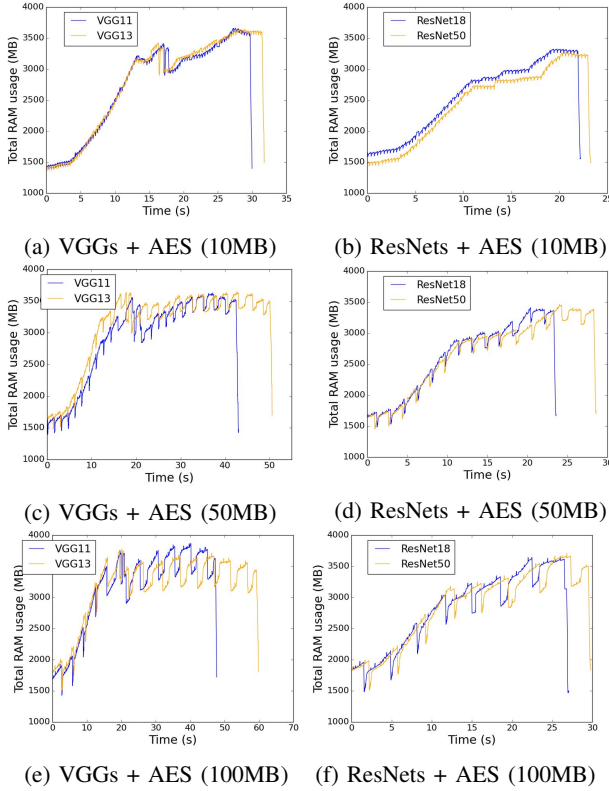 VGG11
VGG13
Total RAM usage (MB)
4000
3500
3000
2500
2000
1500
1000
0 5 10 15 20 25 30 35
Time (s)
ResNet18
ResNet50
Total RAM usage (MB)
4000
3500
3000
2500
2000
1500
1000
0 5 10 15 20 25
Time (s)
(a) VGGs + AES (10MB)
(b) ResNets + AES (10MB)
VGG11
VGG13
Total RAM usage (MB)
4000
3500
3000
2500
2000
1500
1000
0 10 20 30 40 50
Time (s)
ResNet18
ResNet50
Total RAM usage (MB)
4000
3500
3000
2500
2000
1500
1000
0 5 10 15 20 25 30
Time (s)
(c) VGGs + AES (50MB)
(d) ResNets + AES (50MB)
VGG11
VGG13
Total RAM usage (MB)
4000
3500
3000
2500
2000
1500
1000
0 10 20 30 40 50 60 70
Time (s)
ResNet18
ResNet50
Total RAM usage (MB)
4000
3500
3000
2500
2000
1500
1000
0 5 10 15 20 25 30
Time (s)
(e) VGGs + AES (100MB)
(f) ResNets + AES (100MB)